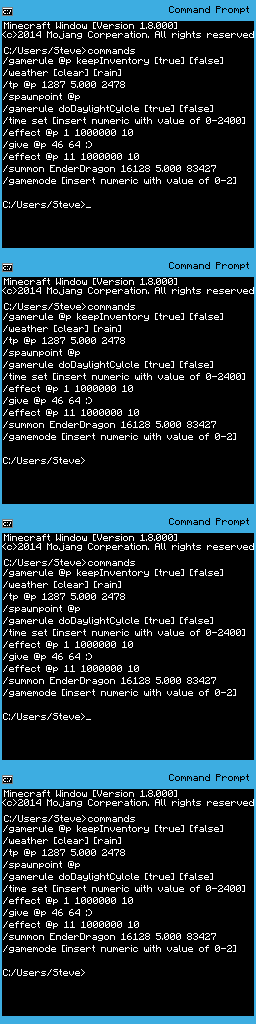 Command Prompt
Minecraft Window [Version 1.8.000]
<c>2014 Mojang Corperation. All rights reserved
C:/Users/Steve>commands
/gamerule @p keepInventory [true] [false]
/weather [clear] [rain]
/tp @p 1287 5.000 2478
/spawnpoint @p
/gamerule doDaylightCylcle [true] [false]
/time set [insert numeric with value of 0-2400]
/effect @p 1 1000000 10
/give @p 46 64 :)
/effect @p 11 1000000 10
/summon EnderDragon 16128 5.000 83427
/gamemode [insert numeric with value of 0-2]
C:/Users/Steve>_
Command Prompt
Minecraft Window [Version 1.8.000]
<c>2014 Mojang Corperation. All rights reserved
C:/Users/Steve>commands
/gamerule @p keepInventory [true] [false]
/weather [clear] [rain]
/tp @p 1287 5.000 2478
/spawnpoint @p
/gamerule doDaylightCylcle [true] [false]
/time set [insert numeric with value of 0-2400]
/effect @p 1 1000000 10
/give @p 46 64 :)
/effect @p 11 1000000 10
/summon EnderDragon 16128 5.000 83427
/gamemode [insert numeric with value of 0-2]
C:/Users/Steve>
Command Prompt
Minecraft Window [Version 1.8.000]
<c>2014 Mojang Corperation. All rights reserved
C:/Users/Steve>commands
/gamerule @p keepInventory [true] [false]
/weather [clear] [rain]
/tp @p 1287 5.000 2478
/spawnpoint @p
/gamerule doDaylightCylcle [true] [false]
/time set [insert numeric with value of 0-2400]
/effect @p 1 1000000 10
/give @p 46 64 :)
/effect @p 11 1000000 10
/summon EnderDragon 16128 5.000 83427
/gamemode [insert numeric with value of 0-2]
C:/Users/Steve>_
Command Prompt
Minecraft Window [Version 1.8.000]
<c>2014 Mojang Corperation. All rights reserved
C:/Users/Steve>commands
/gamerule @p keepInventory [true] [false]
/weather [clear] [rain]
/tp @p 1287 5.000 2478
/spawnpoint @p
/gamerule doDaylightCylcle [true] [false]
/time set [insert numeric with value of 0-2400]
/effect @p 1 1000000 10
/give @p 46 64 :)
/effect @p 11 1000000 10
/summon EnderDragon 16128 5.000 83427
/gamemode [insert numeric with value of 0-2]
C:/Users/Steve>